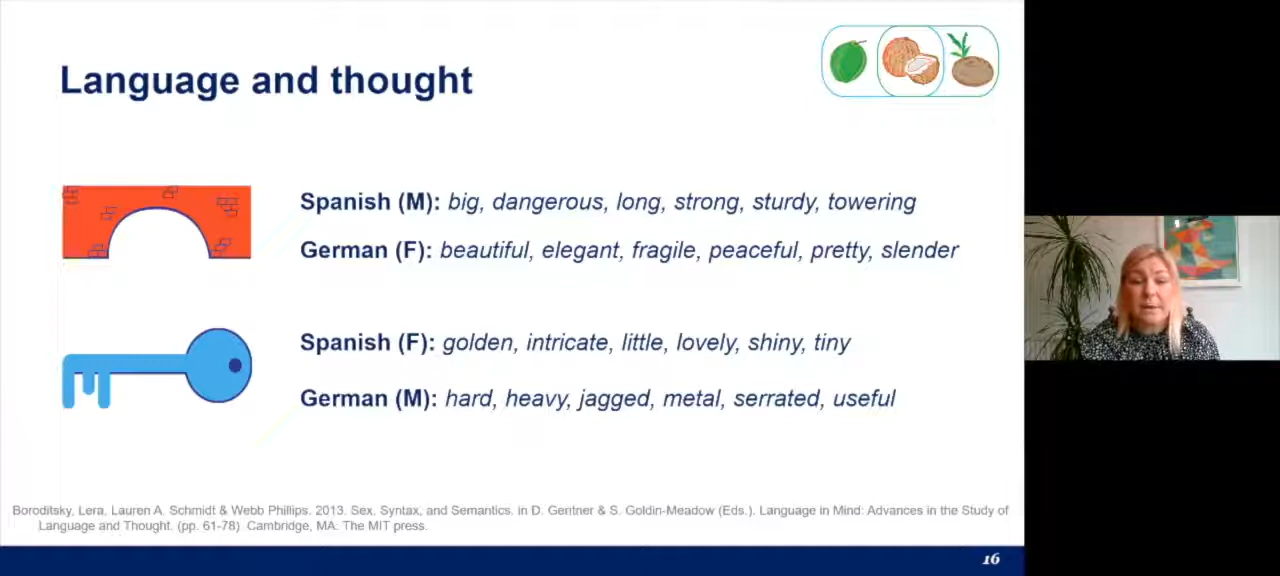 Language and thought
Spanish (M): big, dangerous, long, strong, sturdy, towering
German (F): beautiful, elegant, fragile, peaceful, pretty, slender
Spanish (F): golden, intricate, little, lovely, shiny, tiny
German (M): hard, heavy, jagged, metal, serrated, useful
Boroditsky, Lera, Lauren A. Schmidt & Webb Phillips. 2013. Sex, Syntax, and Semantics. in D. Gentner & S. Goldin-Meadow (Eds.). Language in Mind: Advances in the Study of
Language and Thought. (pp. 61-78) Cambridge, MA: The MIT press.
16